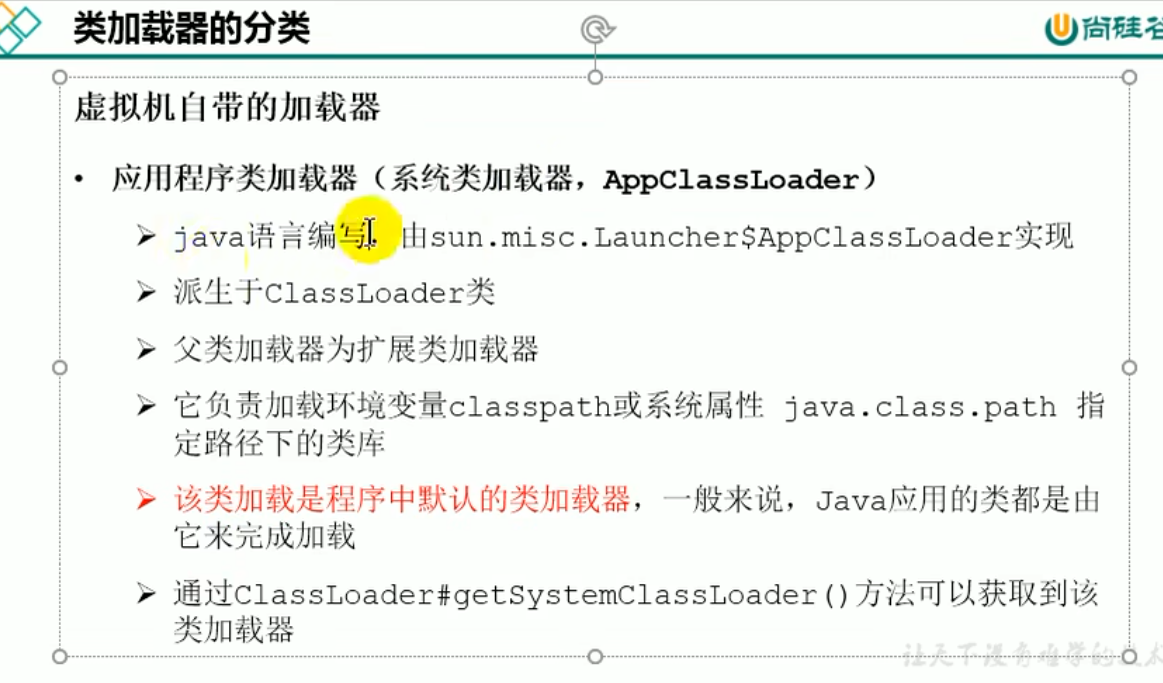 类加载器的分类
尚硅谷
虚拟机自带的加载器
• 应用程序类加载器（系统类加载器，AppClassLoader）
➢ java语言编写，由sun.misc.Launcher$AppClassLoader实现
➢ 派生于ClassLoader类
➢ 父类加载器为扩展类加载器
➢ 它负责加载环境变量classpath或系统属性 java.class.path 指
定路径下的类库
➢ 该类加载是程序中默认的类加载器，一般来说，Java应用的类都是由
它来完成加载
➢ 通过ClassLoader#getSystemClassLoader()方法可以获取到该
类加载器
让天下没有难学的技术